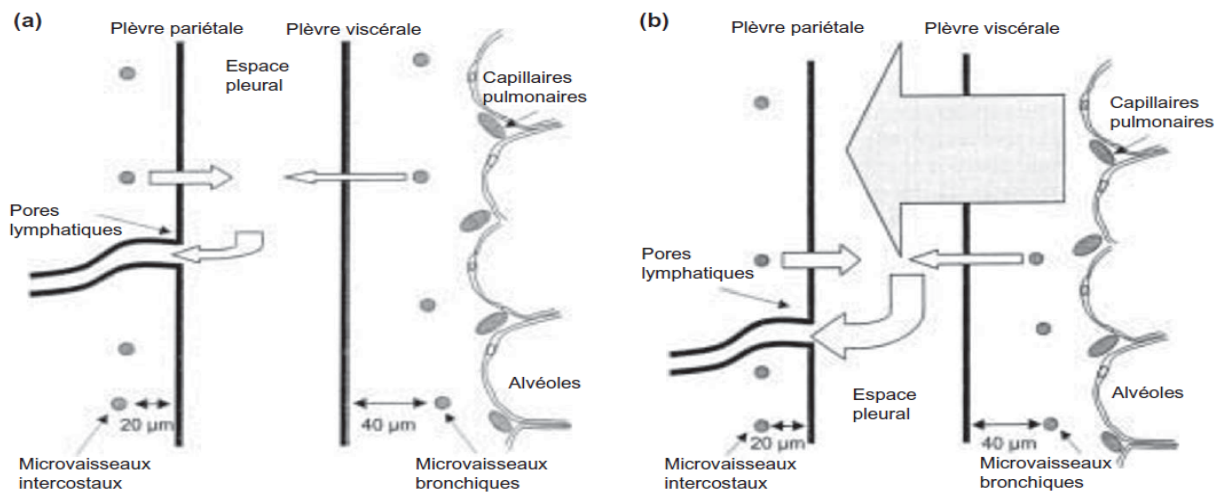 (a)
Plèvre pariétale
Plèvre viscérale
Espace
pleural
Capillaires
pulmonaires
Pores
lymphatiques
Alvéoles
20 µm
40 µm
Microvaisseaux
intercostaux
Microvaisseaux
bronchiques
(b)
Plèvre pariétale
Plèvre viscérale
Capillaires
pulmonaires
Pores
lymphatiques
Espace
pleural
Alvéoles
20 µm
40 µm
Microvaisseaux
intercostaux
Microvaisseaux
bronchiques